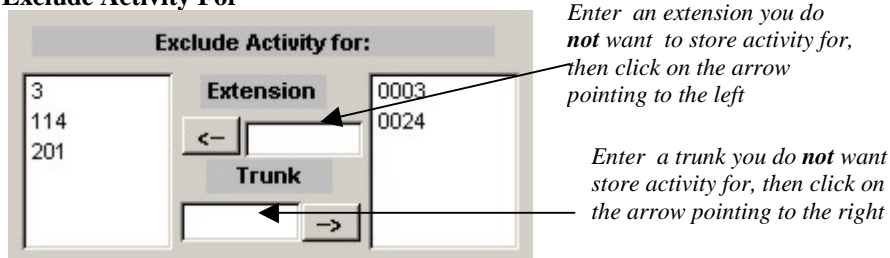 Exclude Activity For
Exclude Activity for:
3
114
201
Extension
<--
Trunk
-->
0003
0024
Enter an extension you do
not want to store activity for,
then click on the arrow
pointing to the left
Enter a trunk you do not want
store activity for, then click on
the arrow pointing to the right